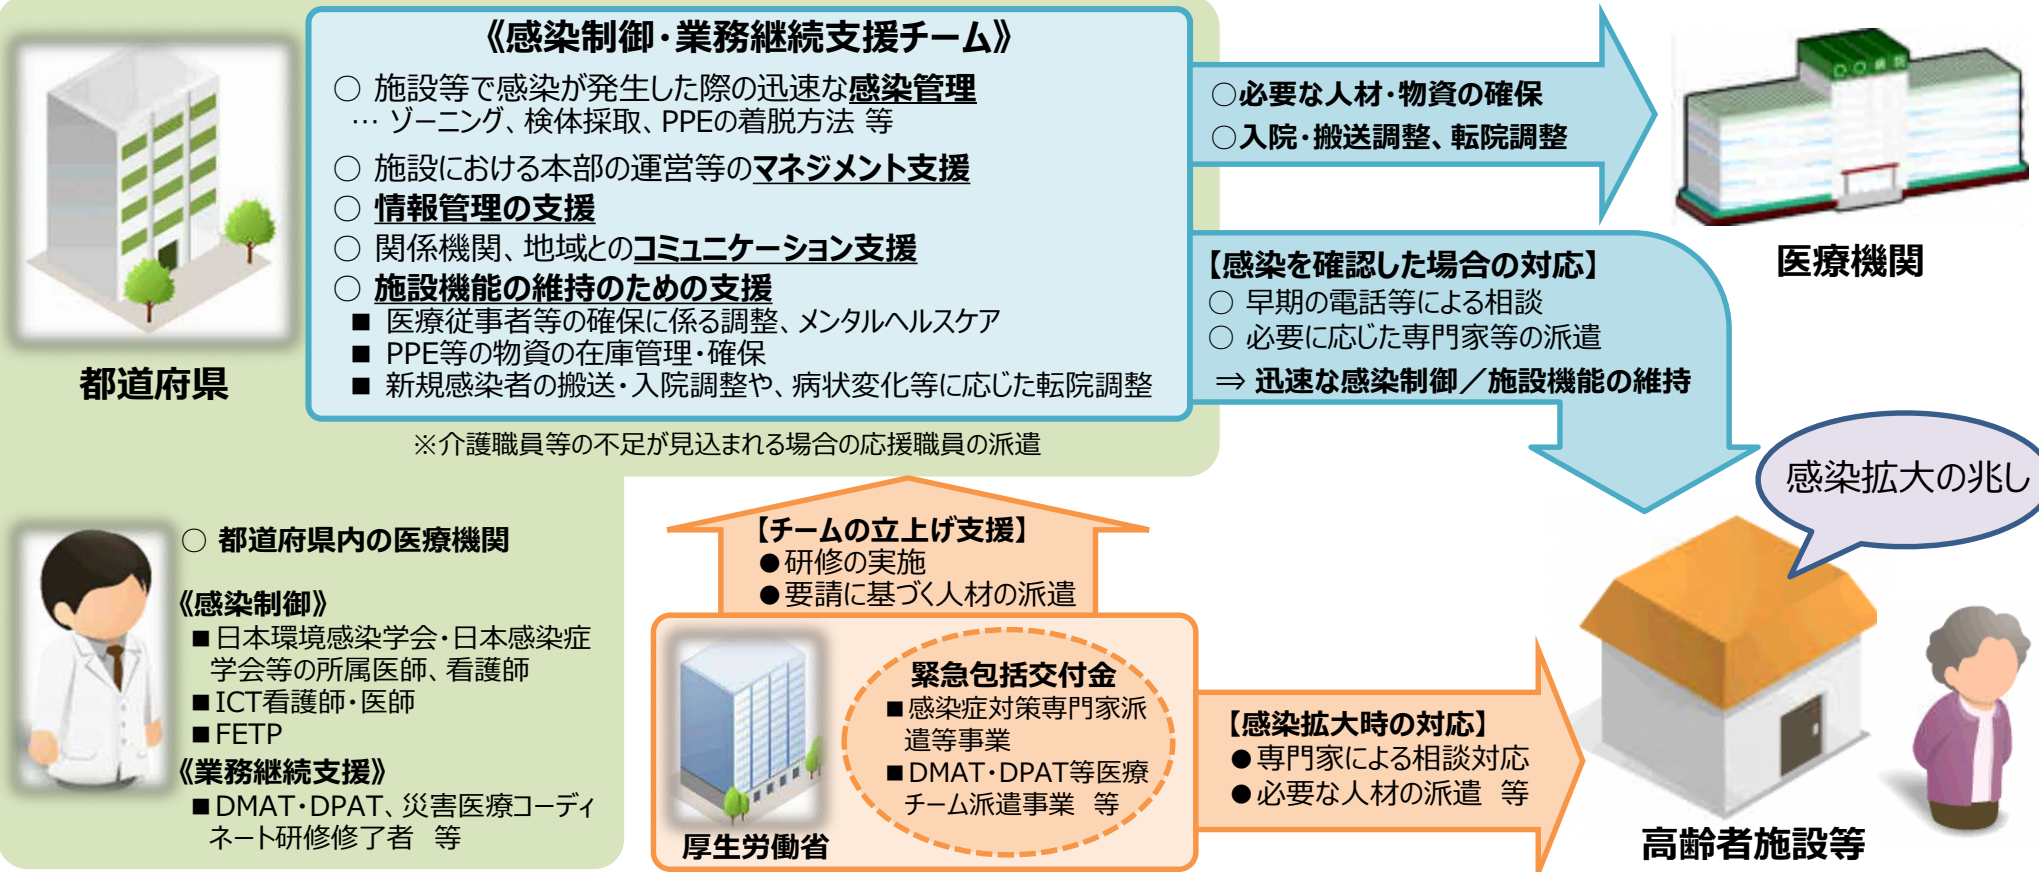 《感染制御・業務継続支援チーム》
○ 施設等で感染が発生した際の迅速な感染管理
… ゾーニング、検体採取、PPEの着脱方法 等
○ 施設における本部の運営等のマネジメント支援
○ 情報管理の支援
○ 関係機関、地域とのコミュニケーション支援
○ 施設機能の維持のための支援
■ 医療従事者等の確保に係る調整、メンタルヘルスケア
■ PPE等の物資の在庫管理・確保
■ 新規感染者の搬送・入院調整や、病状変化等に応じた転院調整
※介護職員等の不足が見込まれる場合の応援職員の派遣
都道府県
○必要な人材・物資の確保
○入院・搬送調整、転院調整
○○病院
医療機関
【感染を確認した場合の対応】
○ 早期の電話等による相談
○ 必要に応じた専門家等の派遣
⇒ 迅速な感染制御／施設機能の維持
感染拡大の兆し
○ 都道府県内の医療機関
《感染制御》
■日本環境感染学会・日本感染症
学会等の所属医師、看護師
■ICT看護師・医師
■FETP
《業務継続支援》
■DMAT・DPAT、災害医療コーディ
ネート研修修了者 等
【チームの立上げ支援】
●研修の実施
●要請に基づく人材の派遣
緊急包括交付金
■感染症対策専門家派
遣等事業
■DMAT・DPAT等医療
チーム派遣事業 等
厚生労働省
【感染拡大時の対応】
●専門家による相談対応
●必要な人材の派遣 等
高齢者施設等